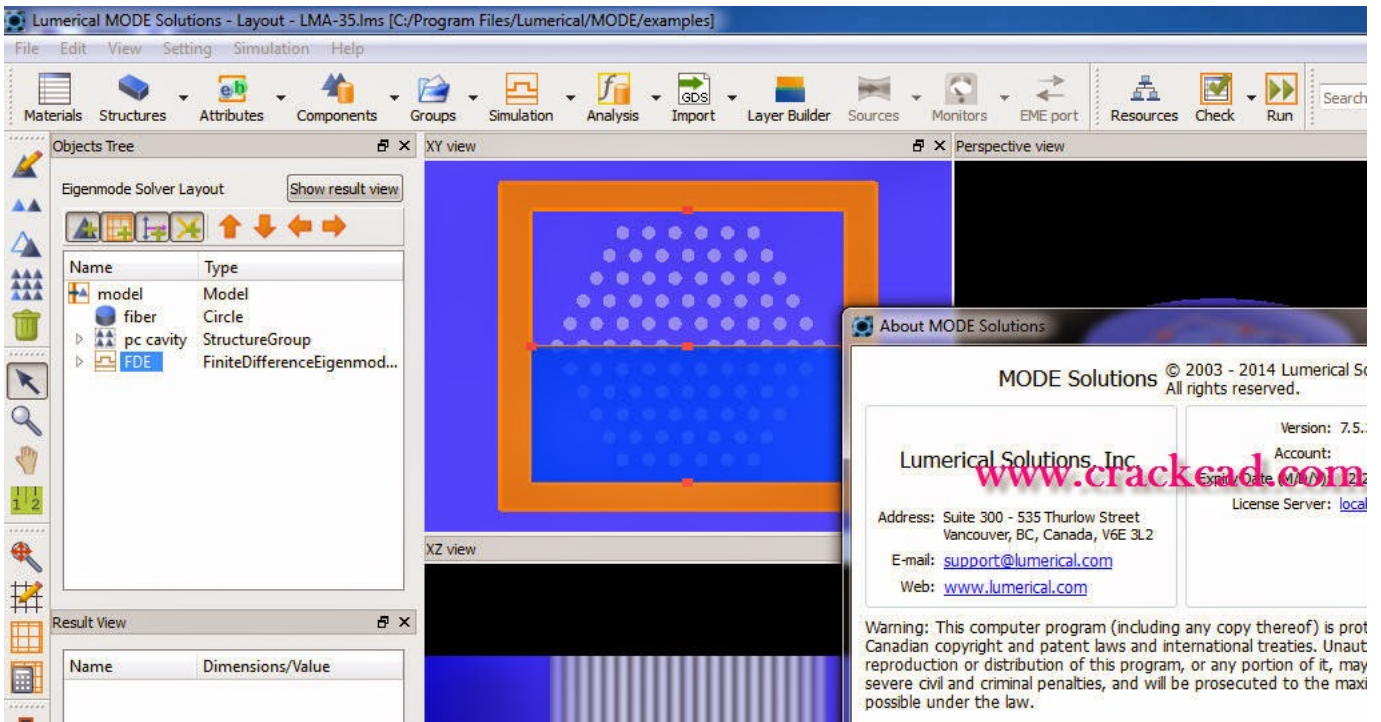 Lumerical MODE Solutions - Layout - LMA-35.lms [C:/Program Files/Lumerical/MODE/examples]
File Edit View Setting Simulation Help
Materials Structures Attributes Components Groups Simulation Analysis Import Layer Builder Sources Monitors EME port Resources Check Run Search
GDS
Objects Tree
XY view
Perspective view
Eigenmode Solver Layout
Show result view
Name Type
model Model
fiber Circle
pc cavity StructureGroup
FDE FiniteDifferenceEigenmod...
XZ view
Result View
Name Dimensions/Value
About MODE Solutions
MODE Solutions © 2003 - 2014 Lumerical
All rights reserved.
Lumerical Solutions, Inc.
Address: Suite 300 - 535 Thurlow Street
Vancouver, BC, Canada, V6E 3L2
E-mail: support@lumerical.com
Web: www.lumerical.com
Version: 7.5.
Account:
Expiry Date (M/D/Y):
License Server: local
www.crackcad.com
Warning: This computer program (including any copy thereof) is prot
Canadian copyright and patent laws and international treaties. Unaut
reproduction or distribution of this program, or any portion of it, may
severe civil and criminal penalties, and will be prosecuted to the maxi
possible under the law.